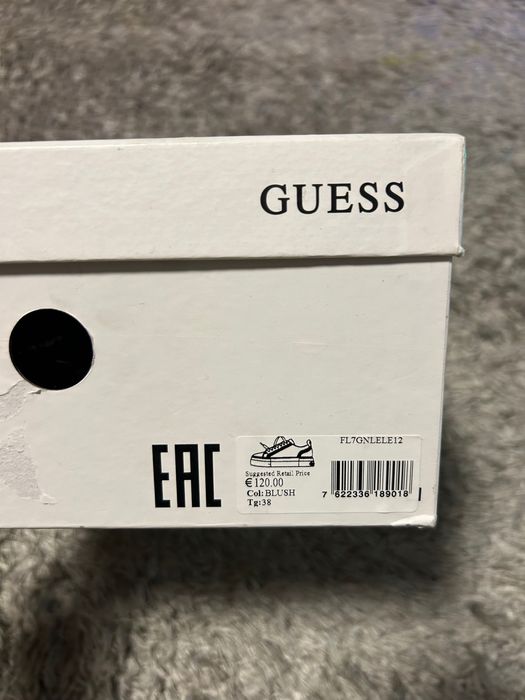 GUESS
EAC
FL7GNLELE12
Suggested Retail Price
€120.00
Col:BLUSH
Tg:38
7 622336 189018